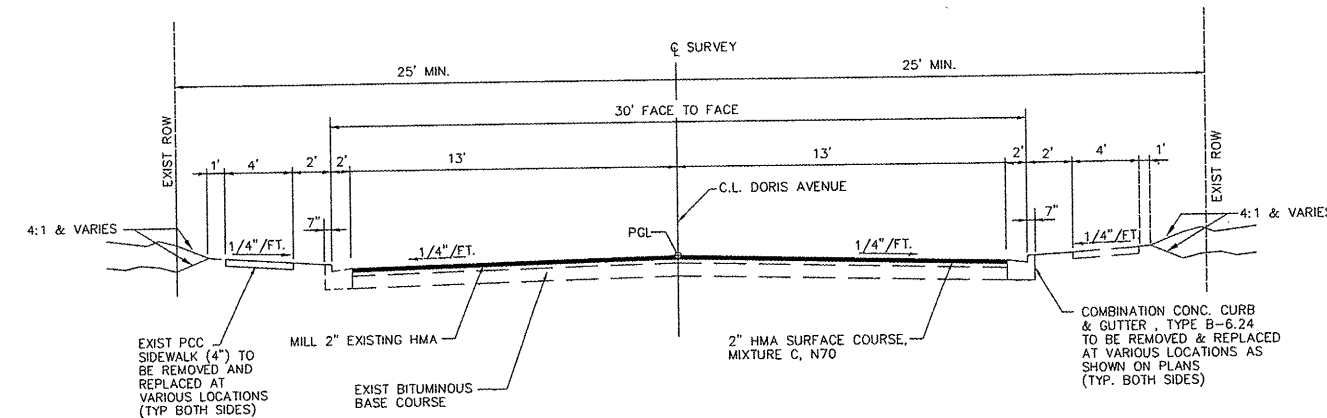 ℄ SURVEY
25' MIN.
25' MIN.
30' FACE TO FACE
EXIST ROW
EXIST ROW
1'
4'
2'
2'
13'
13'
2'
2'
4'
1'
C.L. DORIS AVENUE
7"
7"
4:1 & VARIES
4:1 & VARIES
1/4"/FT.
1/4"/FT.
PGL
1/4"/FT.
1/4"/FT.
EXIST PCC
SIDEWALK (4") TO
BE REMOVED AND
REPLACED AT
VARIOUS LOCATIONS
(TYP BOTH SIDES)
MILL 2" EXISTING HMA
EXIST BITUMINOUS
BASE COURSE
2" HMA SURFACE COURSE,
MIXTURE C, N70
COMBINATION CONC. CURB
& GUTTER , TYPE B-6.24
TO BE REMOVED & REPLACED
AT VARIOUS LOCATIONS AS
SHOWN ON PLANS
(TYP. BOTH SIDES)